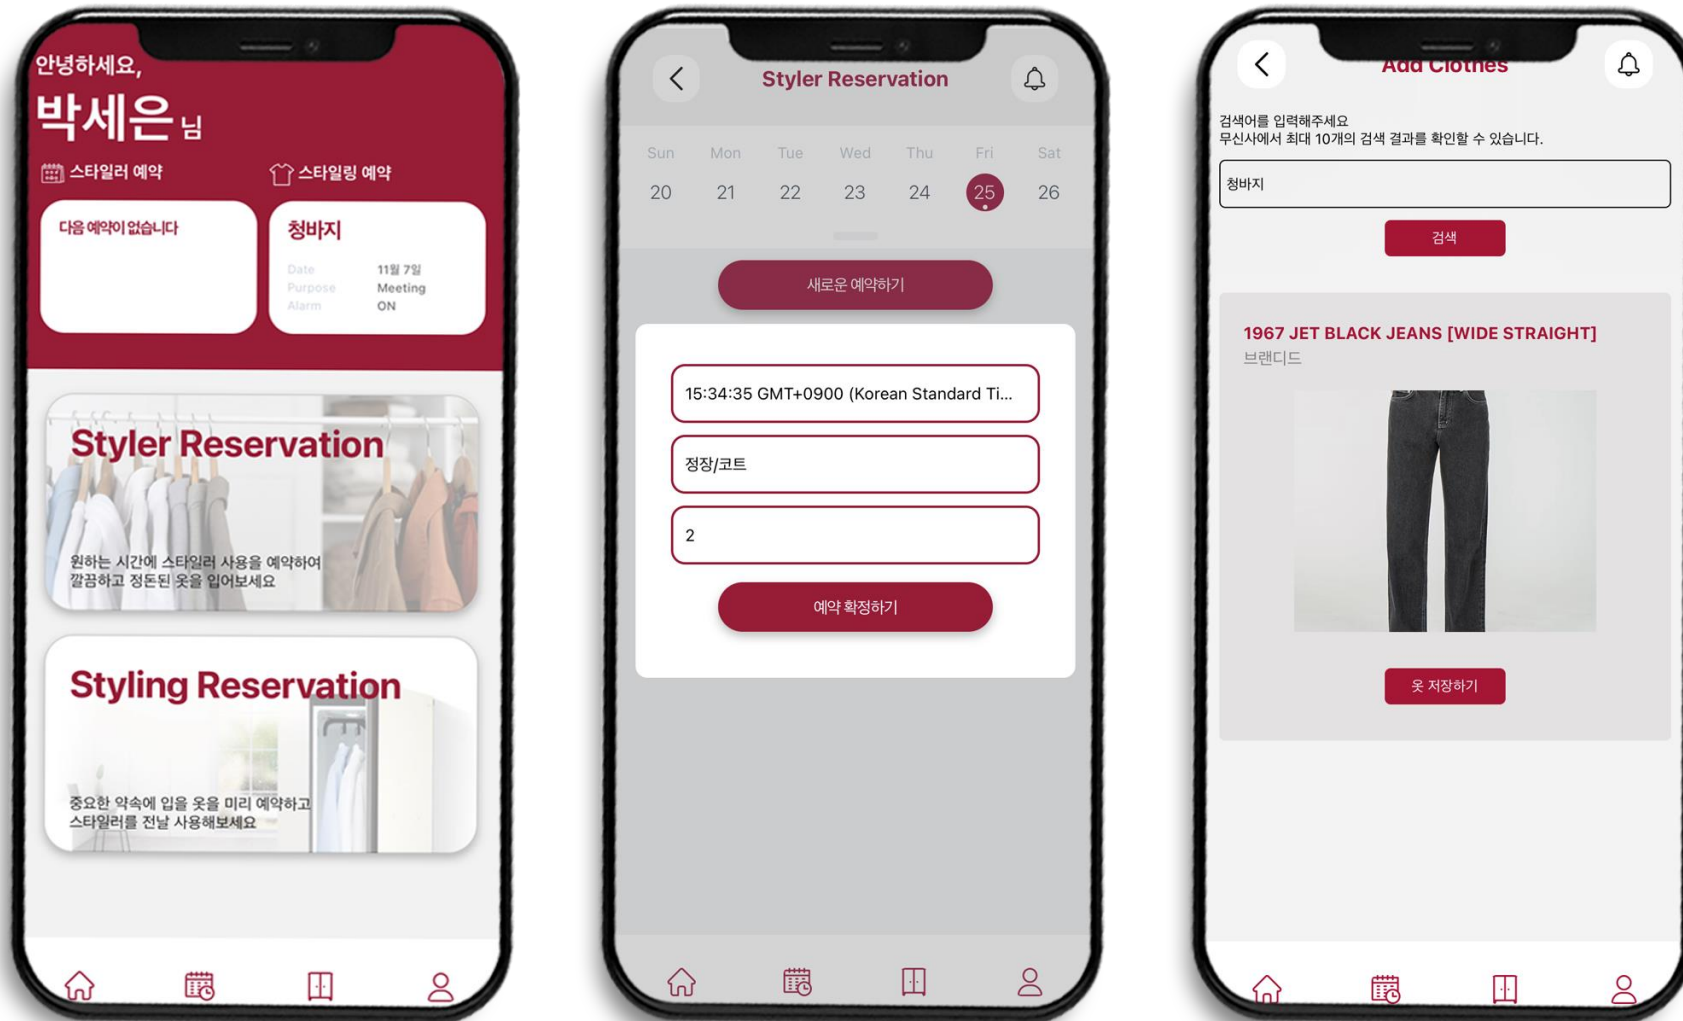 안녕하세요,
박세은 님
스타일러 예약
스타일링 예약
다음 예약이 없습니다
청바지
Date 11월 7일
Purpose Meeting
Alarm ON
Styler Reservation
원하는 시간에 스타일러 사용을 예약하여
깔끔하고 정돈된 옷을 입어보세요
Styling Reservation
중요한 약속에 입을 옷을 미리 예약하고
스타일러를 전날 사용해보세요
Styler Reservation
Sun Mon Tue Wed Thu Fri Sat
20 21 22 23 24 25 26
새로운 예약하기
15:34:35 GMT+0900 (Korean Standard Ti...
정장/코트
2
예약 확정하기
Add Clothes
검색어를 입력해주세요
무신사에서 최대 10개의 검색 결과를 확인할 수 있습니다.
청바지
검색
1967 JET BLACK JEANS [WIDE STRAIGHT]
브랜디드
옷 저장하기